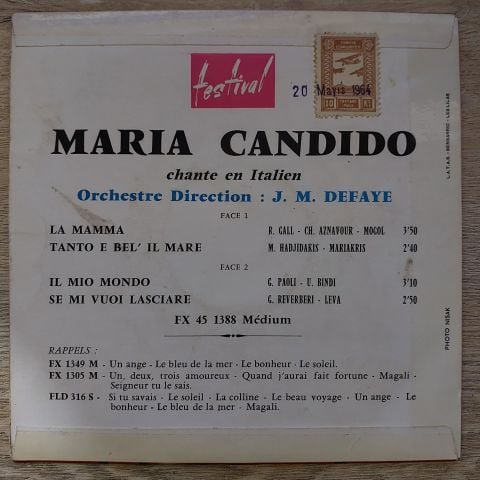 festival
20 Mayıs 1964
10 Kr
MARIA CANDIDO
chante en Italien
Orchestre Direction : J. M. DEFAYE
FACE 1
LA MAMMA R. GALL - CH. AZNAVOUR - MOGOL 3'50
TANTO E BEL' IL MARE M. HADJIDAKIS - MARIAKRIS 2'40
FACE 2
IL MIO MONDO G. PAOLI - U. BINDI 3'10
SE MI VUOI LASCIARE G. REVERBERI - LEVA 2'50
FX 45 1388 Médium
RAPPELS :
FX 1349 M - Un ange - Le bleu de la mer - Le bonheur - Le soleil.
FX 1305 M - Un, deux, trois amoureux - Quand j'aurai fait fortune - Magali -
Seigneur tu le sais.
FLD 316 S - Si tu savais - Le soleil - La colline - Le beau voyage - Un ange - Le
bonheur - Le bleu de la mer - Magali.
PHOTO NISAK